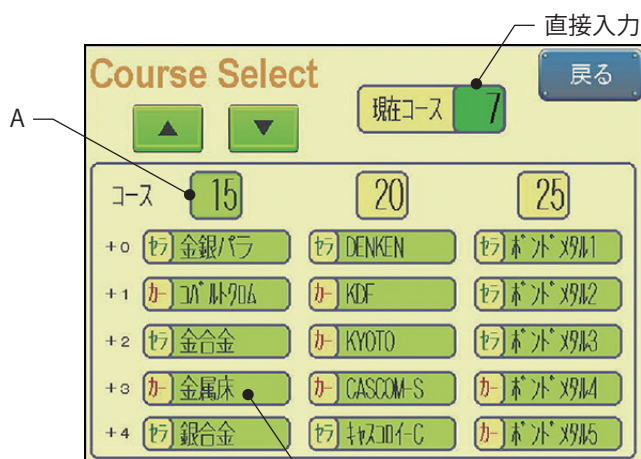 直接入力
Course Select
戻る
現在コース 7
A
▲ ▼
コース 15 20 25
+0 セラ 金銀パラ セラ DENKEN セラ ボンドメタル1
+1 カー コバルトクロム カー KDF セラ ボンドメタル2
+2 セラ 金合金 カー KYOTO セラ ボンドメタル3
+3 カー 金属床 カー CASCOM-S カー ボンドメタル4
+4 セラ 銀合金 セラ キャスコロイ-C カー ボンドメタル5